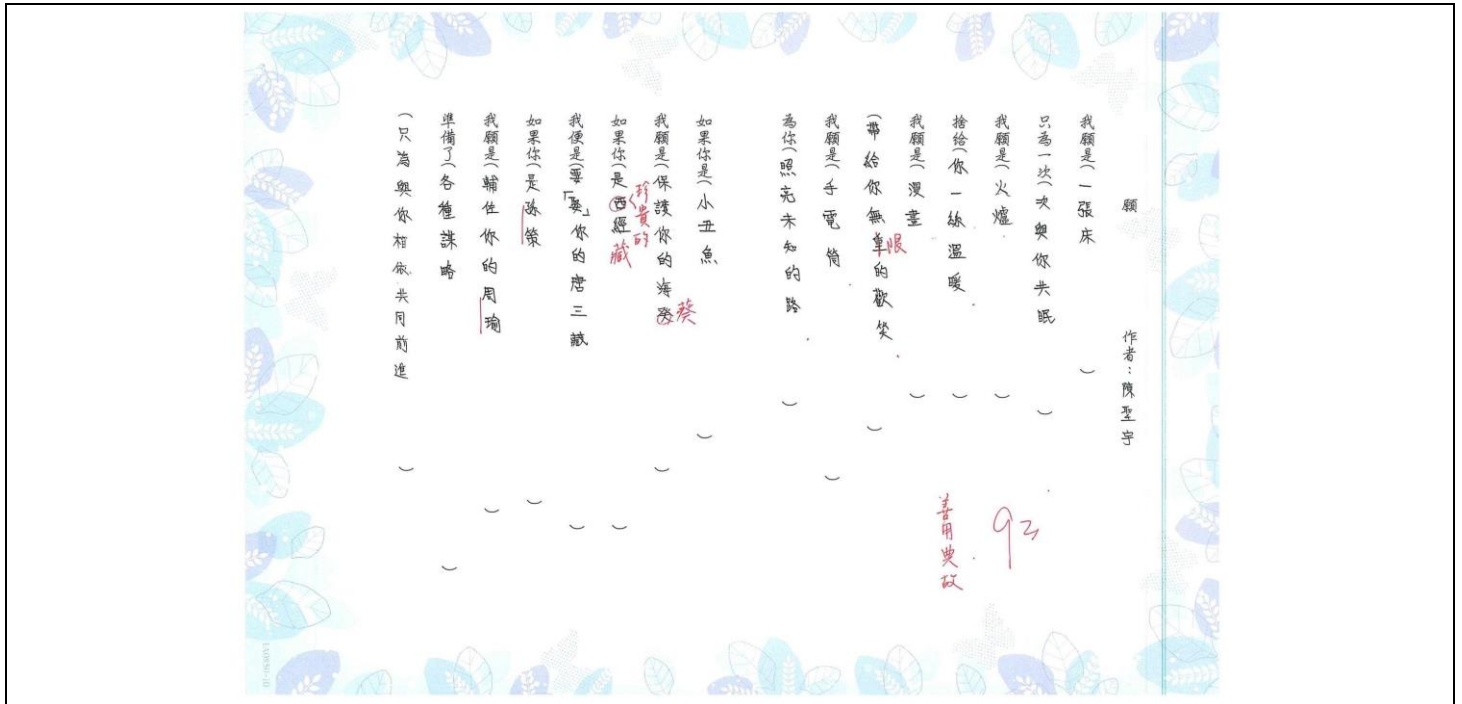 願　作者：陳聖宇
我願是(一張床)
只為一次(次與你共眠)
我願是(火爐)
捨給(你一絲溫暖)
我願是(漫畫)
(帶給你無限的歡笑)
我願是(手電筒)
為你(照亮未知的路)
如果你是(小丑魚)
我願是(保護你的海葵)
如果你(是珍貴的西經藏)
我便是(要「娶」你的唐三藏)
如果你(是孫策)
我願是(輔佐你的周瑜)
準備了(各種謀略)
(只為與你相依共同前進)
93
善用典故